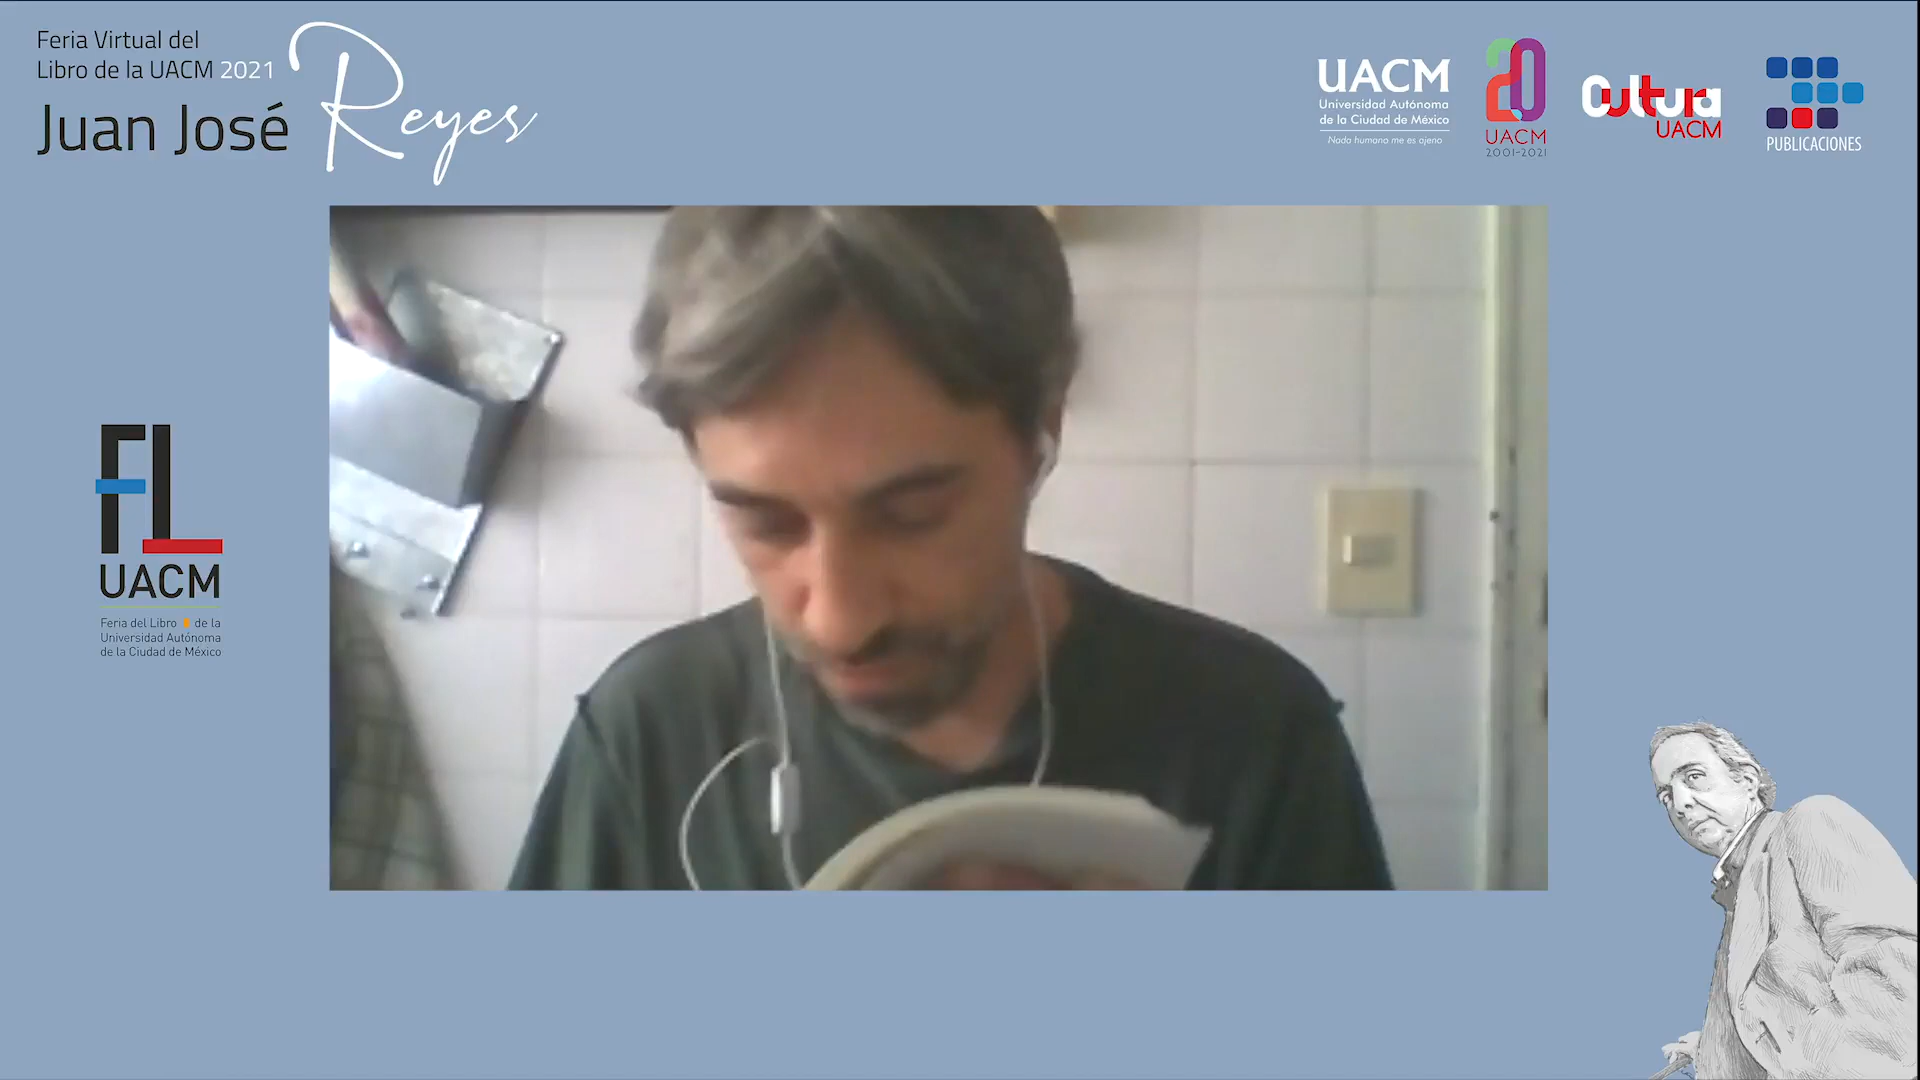 Feria Virtual del
Libro de la UACM 2021
Juan José Reyes
UACM
Universidad Autónoma
de la Ciudad de México
Nada humano me es ajeno
20
UACM
2001-2021
Cultura
UACM
PUBLICACIONES
FL
UACM
Feria del Libro de la
Universidad Autónoma
de la Ciudad de México